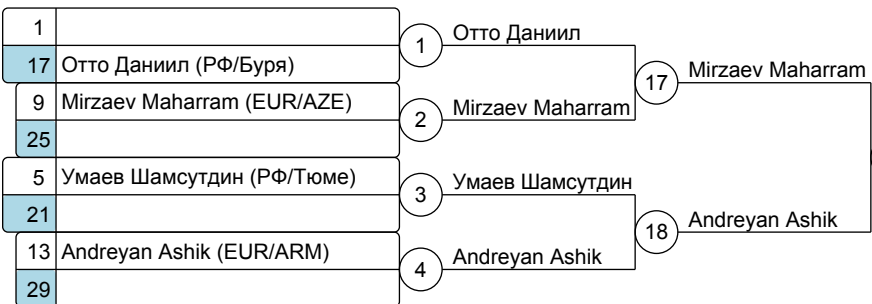 1
17 Отто Даниил (РФ/Буря)
1 Отто Даниил
17 Mirzaev Maharram
9 Mirzaev Maharram (EUR/AZE)
25
2 Mirzaev Maharram
5 Умаев Шамсутдин (РФ/Тюме)
21
3 Умаев Шамсутдин
18 Andreyan Ashik
13 Andreyan Ashik (EUR/ARM)
29
4 Andreyan Ashik